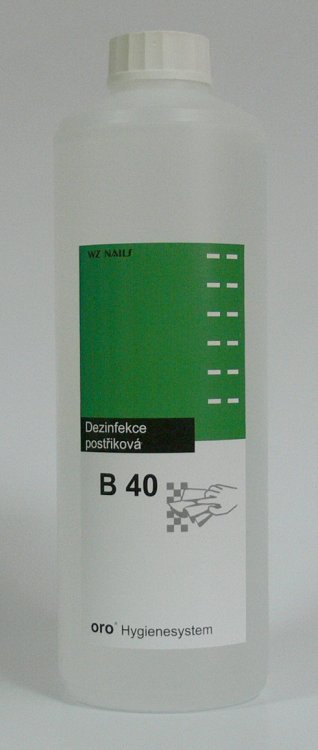 WZ NAILS
Dezinfekce
postřiková
B 40
oro® Hygienesystem